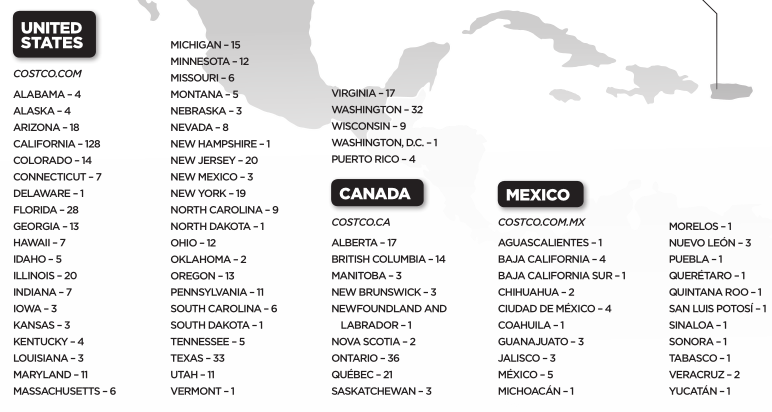 UNITED
STATES
COSTCO.COM
ALABAMA – 4
ALASKA – 4
ARIZONA – 18
CALIFORNIA – 128
COLORADO – 14
CONNECTICUT – 7
DELAWARE – 1
FLORIDA – 28
GEORGIA – 13
HAWAII – 7
IDAHO – 5
ILLINOIS – 20
INDIANA – 7
IOWA – 3
KANSAS – 3
KENTUCKY – 4
LOUISIANA – 3
MARYLAND – 11
MASSACHUSETTS – 6
MICHIGAN – 15
MINNESOTA – 12
MISSOURI – 6
MONTANA – 5
NEBRASKA – 3
NEVADA – 8
NEW HAMPSHIRE – 1
NEW JERSEY – 20
NEW MEXICO – 3
NEW YORK – 19
NORTH CAROLINA – 9
NORTH DAKOTA – 1
OHIO – 12
OKLAHOMA – 2
OREGON – 13
PENNSYLVANIA – 11
SOUTH CAROLINA – 6
SOUTH DAKOTA – 1
TENNESSEE – 5
TEXAS – 33
UTAH – 11
VERMONT – 1
VIRGINIA – 17
WASHINGTON – 32
WISCONSIN – 9
WASHINGTON, D.C. – 1
PUERTO RICO – 4
CANADA
COSTCO.CA
ALBERTA – 17
BRITISH COLUMBIA – 14
MANITOBA – 3
NEW BRUNSWICK – 3
NEWFOUNDLAND AND
LABRADOR – 1
NOVA SCOTIA – 2
ONTARIO – 36
QUÉBEC – 21
SASKATCHEWAN – 3
MEXICO
COSTCO.COM.MX
AGUASCALIENTES – 1
BAJA CALIFORNIA – 4
BAJA CALIFORNIA SUR – 1
CHIHUAHUA – 2
CIUDAD DE MÉXICO – 4
COAHUILA – 1
GUANAJUATO – 3
JALISCO – 3
MÉXICO – 5
MICHOACÁN – 1
MORELOS – 1
NUEVO LEÓN – 3
PUEBLA – 1
QUERÉTARO – 1
QUINTANA ROO – 1
SAN LUIS POTOSÍ – 1
SINALOA – 1
SONORA – 1
TABASCO – 1
VERACRUZ – 2
YUCATÁN – 1